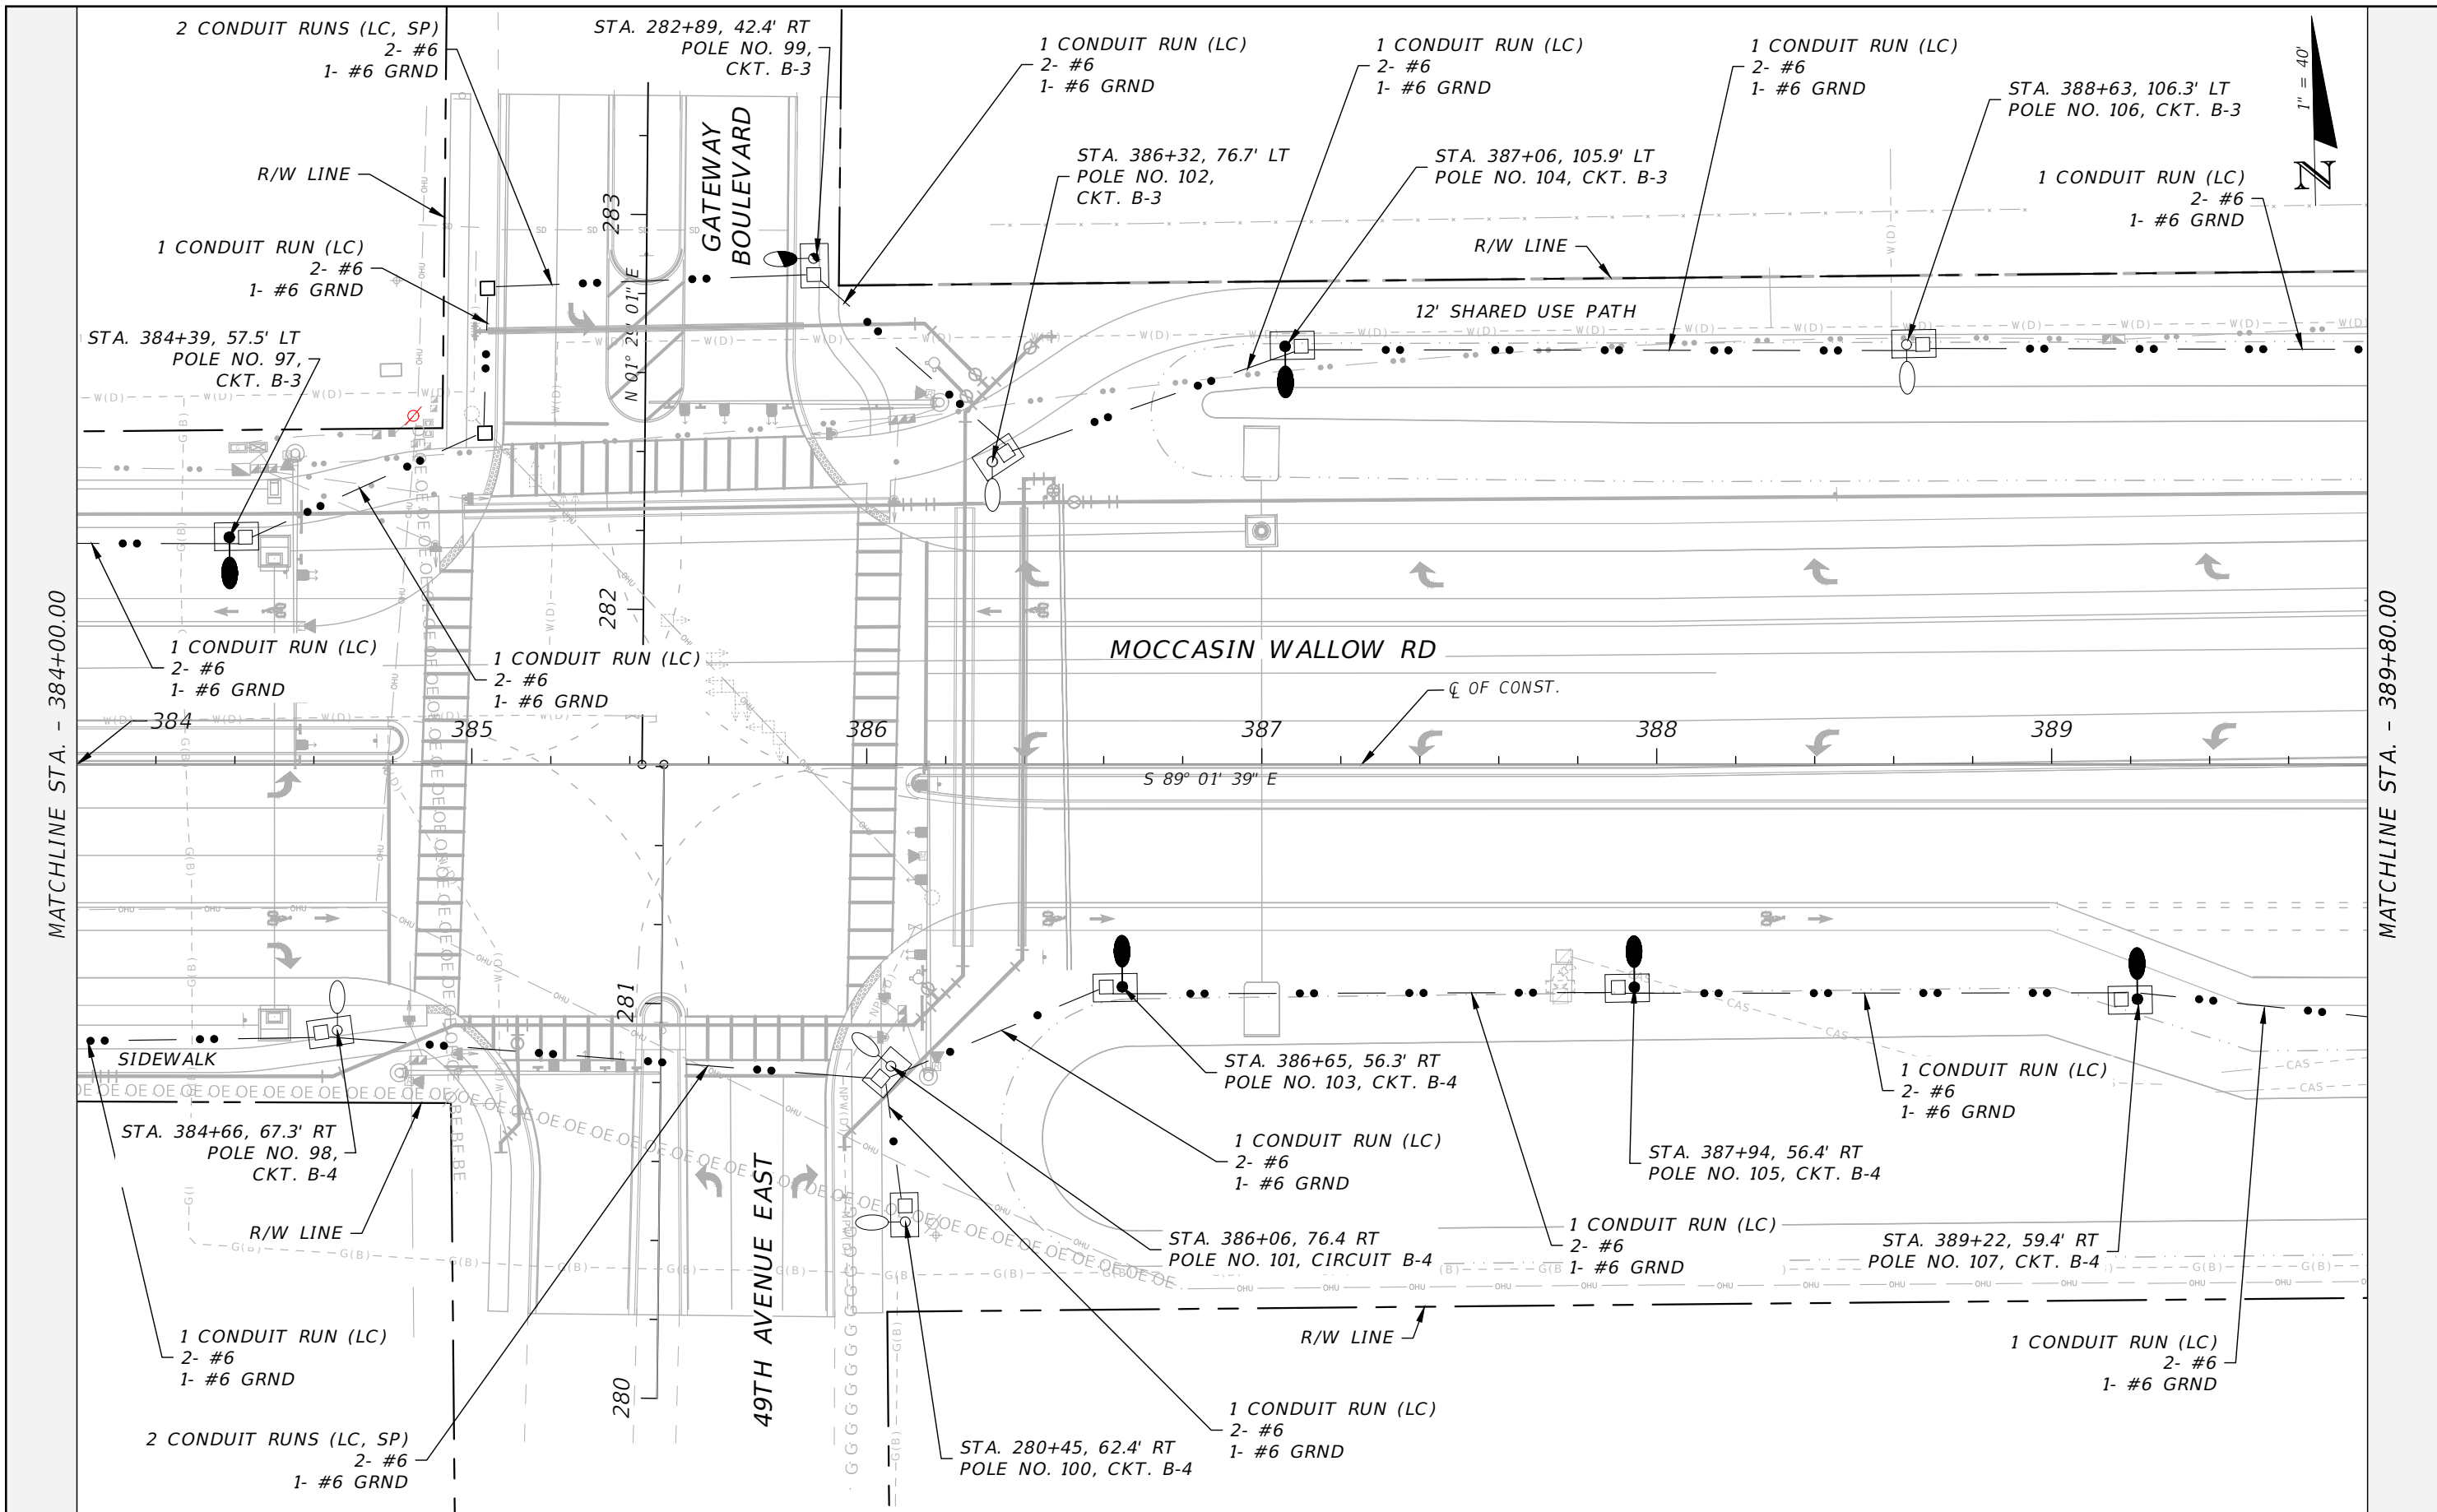 2 CONDUIT RUNS (LC, SP)
2- #6
1- #6 GRND
STA. 282+89, 42.4' RT
POLE NO. 99,
CKT. B-3
1 CONDUIT RUN (LC)
2- #6
1- #6 GRND
1 CONDUIT RUN (LC)
2- #6
1- #6 GRND
1 CONDUIT RUN (LC)
2- #6
1- #6 GRND
STA. 388+63, 106.3' LT
POLE NO. 106, CKT. B-3
1" = 40'
N
GATEWAY
BOULEVARD
R/W LINE
STA. 386+32, 76.7' LT
POLE NO. 102,
CKT. B-3
STA. 387+06, 105.9' LT
POLE NO. 104, CKT. B-3
1 CONDUIT RUN (LC)
2- #6
1- #6 GRND
283
1 CONDUIT RUN (LC)
2- #6
1- #6 GRND
R/W LINE
N 01° 29' 01" E
12' SHARED USE PATH
STA. 384+39, 57.5' LT
POLE NO. 97,
CKT. B-3
282
MATCHLINE STA. - 384+00.00
MATCHLINE STA. - 389+80.00
1 CONDUIT RUN (LC)
2- #6
1- #6 GRND
1 CONDUIT RUN (LC)
2- #6
1- #6 GRND
MOCCASIN WALLOW RD
℄ OF CONST.
384
385
386
387
388
389
S 89° 01' 39" E
281
SIDEWALK
STA. 386+65, 56.3' RT
POLE NO. 103, CKT. B-4
1 CONDUIT RUN (LC)
2- #6
1- #6 GRND
STA. 384+66, 67.3' RT
POLE NO. 98,
CKT. B-4
1 CONDUIT RUN (LC)
2- #6
1- #6 GRND
STA. 387+94, 56.4' RT
POLE NO. 105, CKT. B-4
R/W LINE
49TH AVENUE EAST
STA. 386+06, 76.4 RT
POLE NO. 101, CIRCUIT B-4
1 CONDUIT RUN (LC)
2- #6
1- #6 GRND
STA. 389+22, 59.4' RT
POLE NO. 107, CKT. B-4
1 CONDUIT RUN (LC)
2- #6
1- #6 GRND
R/W LINE
1 CONDUIT RUN (LC)
2- #6
1- #6 GRND
280
2 CONDUIT RUNS (LC, SP)
2- #6
1- #6 GRND
1 CONDUIT RUN (LC)
2- #6
1- #6 GRND
STA. 280+45, 62.4' RT
POLE NO. 100, CKT. B-4